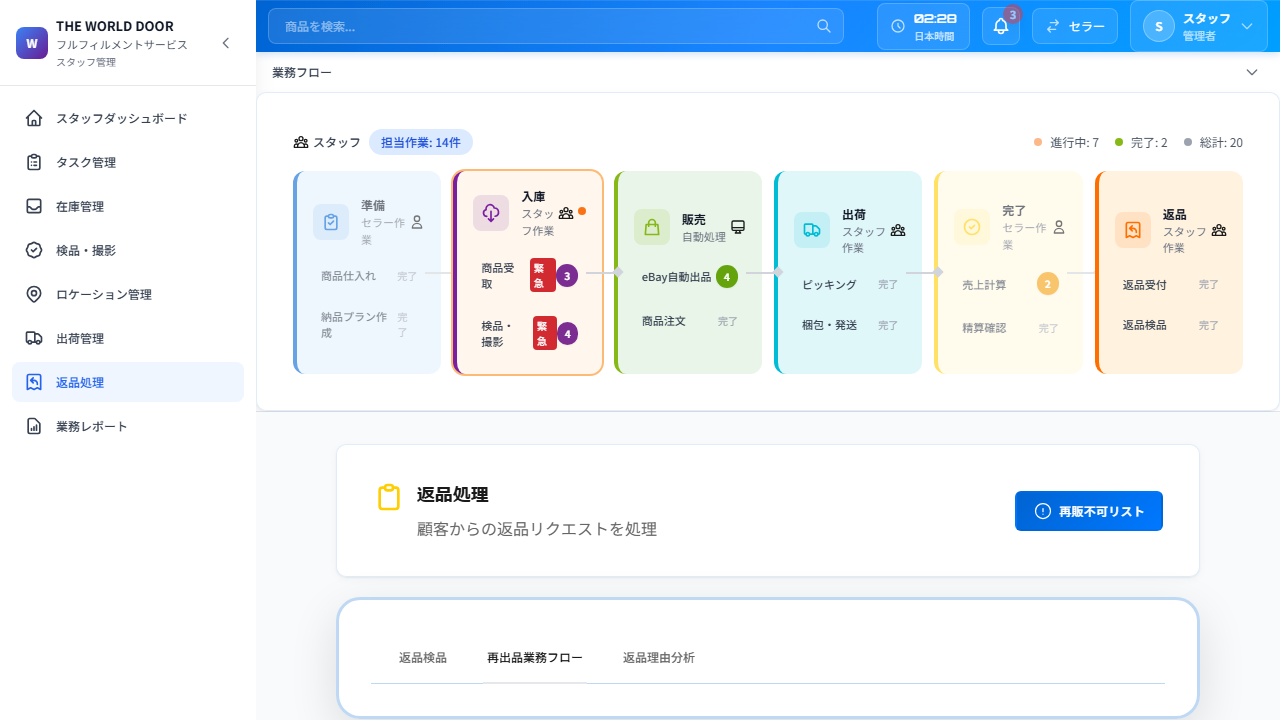 W
THE WORLD DOOR
フルフィルメントサービス
スタッフ管理
スタッフダッシュボード
タスク管理
在庫管理
検品・撮影
ロケーション管理
出荷管理
返品処理
業務レポート
商品を検索...
02:28
日本時間
3
セラー
S
スタッフ
管理者
業務フロー
スタッフ
担当作業: 14件
進行中: 7
完了: 2
総計: 20
準備
セラー作
業
商品仕入れ
完了
納品プラン作
成
完
了
入庫
スタッ
フ作業
商品受
取
緊
急
3
検品・
撮影
緊
急
4
販売
自動処理
eBay自動出品
4
商品注文
完了
出荷
スタッフ
作業
ピッキング
完了
梱包・発送
完了
完了
セラー作
業
売上計算
2
精算確認
完了
返品
スタッフ
作業
返品受付
完了
返品検品
完了
返品処理
顧客からの返品リクエストを処理
再販不可リスト
返品検品
再出品業務フロー
返品理由分析